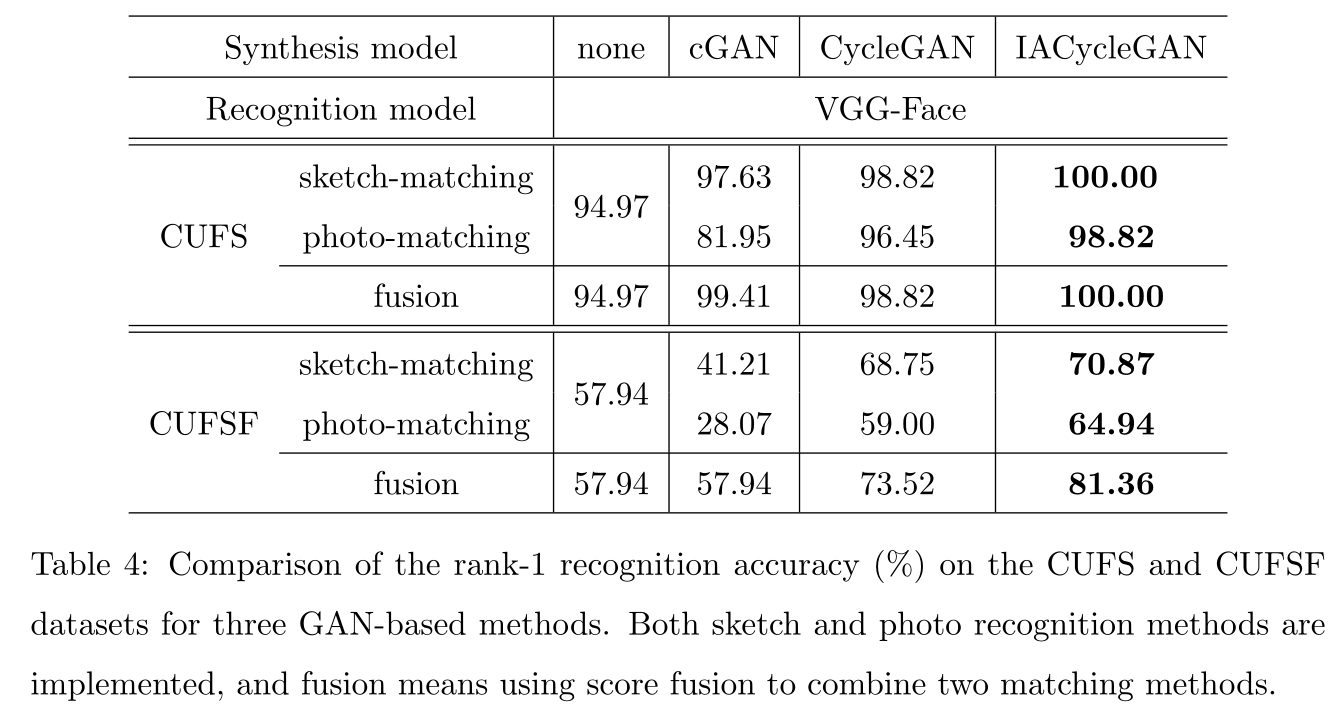 Synthesis model none cGAN CycleGAN IACycleGAN
Recognition model VGG-Face
sketch-matching 97.63 98.82 100.00
94.97
CUFS photo-matching 81.95 96.45 98.82
fusion 94.97 99.41 98.82 100.00
sketch-matching 41.21 68.75 70.87
57.94
CUFSF photo-matching 28.07 59.00 64.94
fusion 57.94 57.94 73.52 81.36
Table 4: Comparison of the rank-1 recognition accuracy (%) on the CUFS and CUFSF
datasets for three GAN-based methods. Both sketch and photo recognition methods are
implemented, and fusion means using score fusion to combine two matching methods.